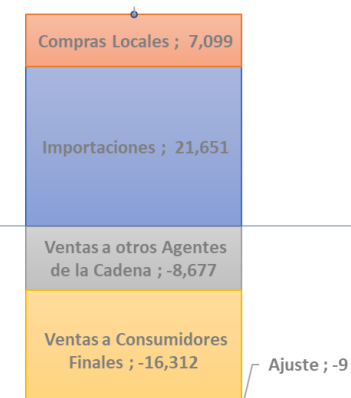 Compras Locales ; 7,099
Importaciones ; 21,651
Ventas a otros Agentes
de la Cadena ; -8,677
Ventas a Consumidores
Finales ; -16,312
Ajuste ; -9